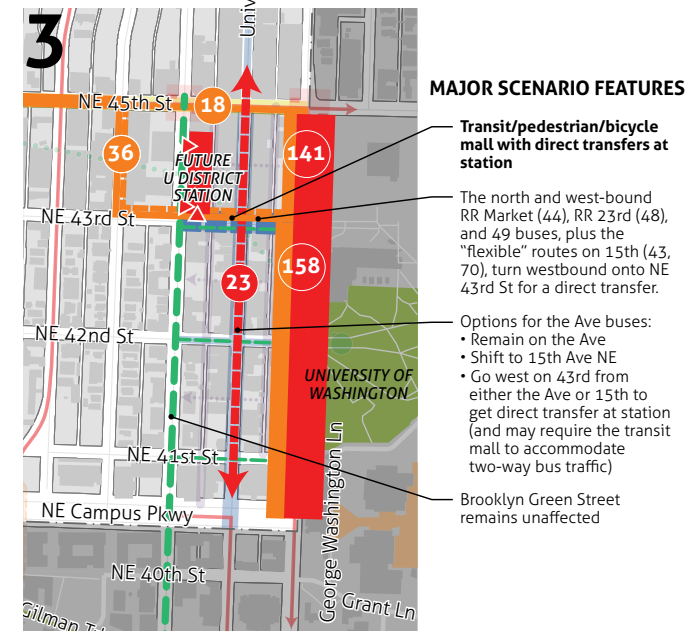 3
Univ
NE 45th St
18
36
141
FUTURE
U DISTRICT
STATION
NE 43rd St
158
23
NE 42nd St
UNIVERSITY OF
WASHINGTON
NE 41st St
NE Campus Pkwy
George Washington Ln
NE 40th St
Grant Ln
Gilman
MAJOR SCENARIO FEATURES
Transit/pedestrian/bicycle
mall with direct transfers at
station
The north and west-bound
RR Market (44), RR 23rd (48),
and 49 buses, plus the
“flexible” routes on 15th (43,
70), turn westbound onto NE
43rd St for a direct transfer.
Options for the Ave buses:
• Remain on the Ave
• Shift to 15th Ave NE
• Go west on 43rd from
either the Ave or 15th to
get direct transfer at station
(and may require the transit
mall to accommodate
two-way bus traffic)
Brooklyn Green Street
remains unaffected